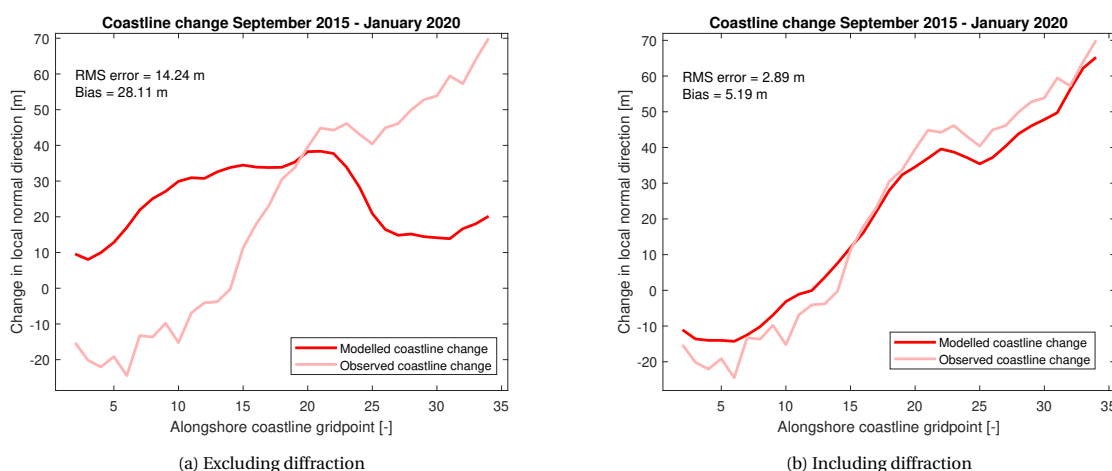 Coastline change September 2015 - January 2020
70
60
50
40
30
20
10
0
-10
-20
Change in local normal direction [m]
RMS error = 14.24 m
Bias = 28.11 m
Modelled coastline change
Observed coastline change
5
10
15
20
25
30
35
Alongshore coastline gridpoint [-]
(a) Excluding diffraction
Coastline change September 2015 - January 2020
70
60
50
40
30
20
10
0
-10
-20
Change in local normal direction [m]
RMS error = 2.89 m
Bias = 5.19 m
Modelled coastline change
Observed coastline change
5
10
15
20
25
30
35
Alongshore coastline gridpoint [-]
(b) Including diffraction